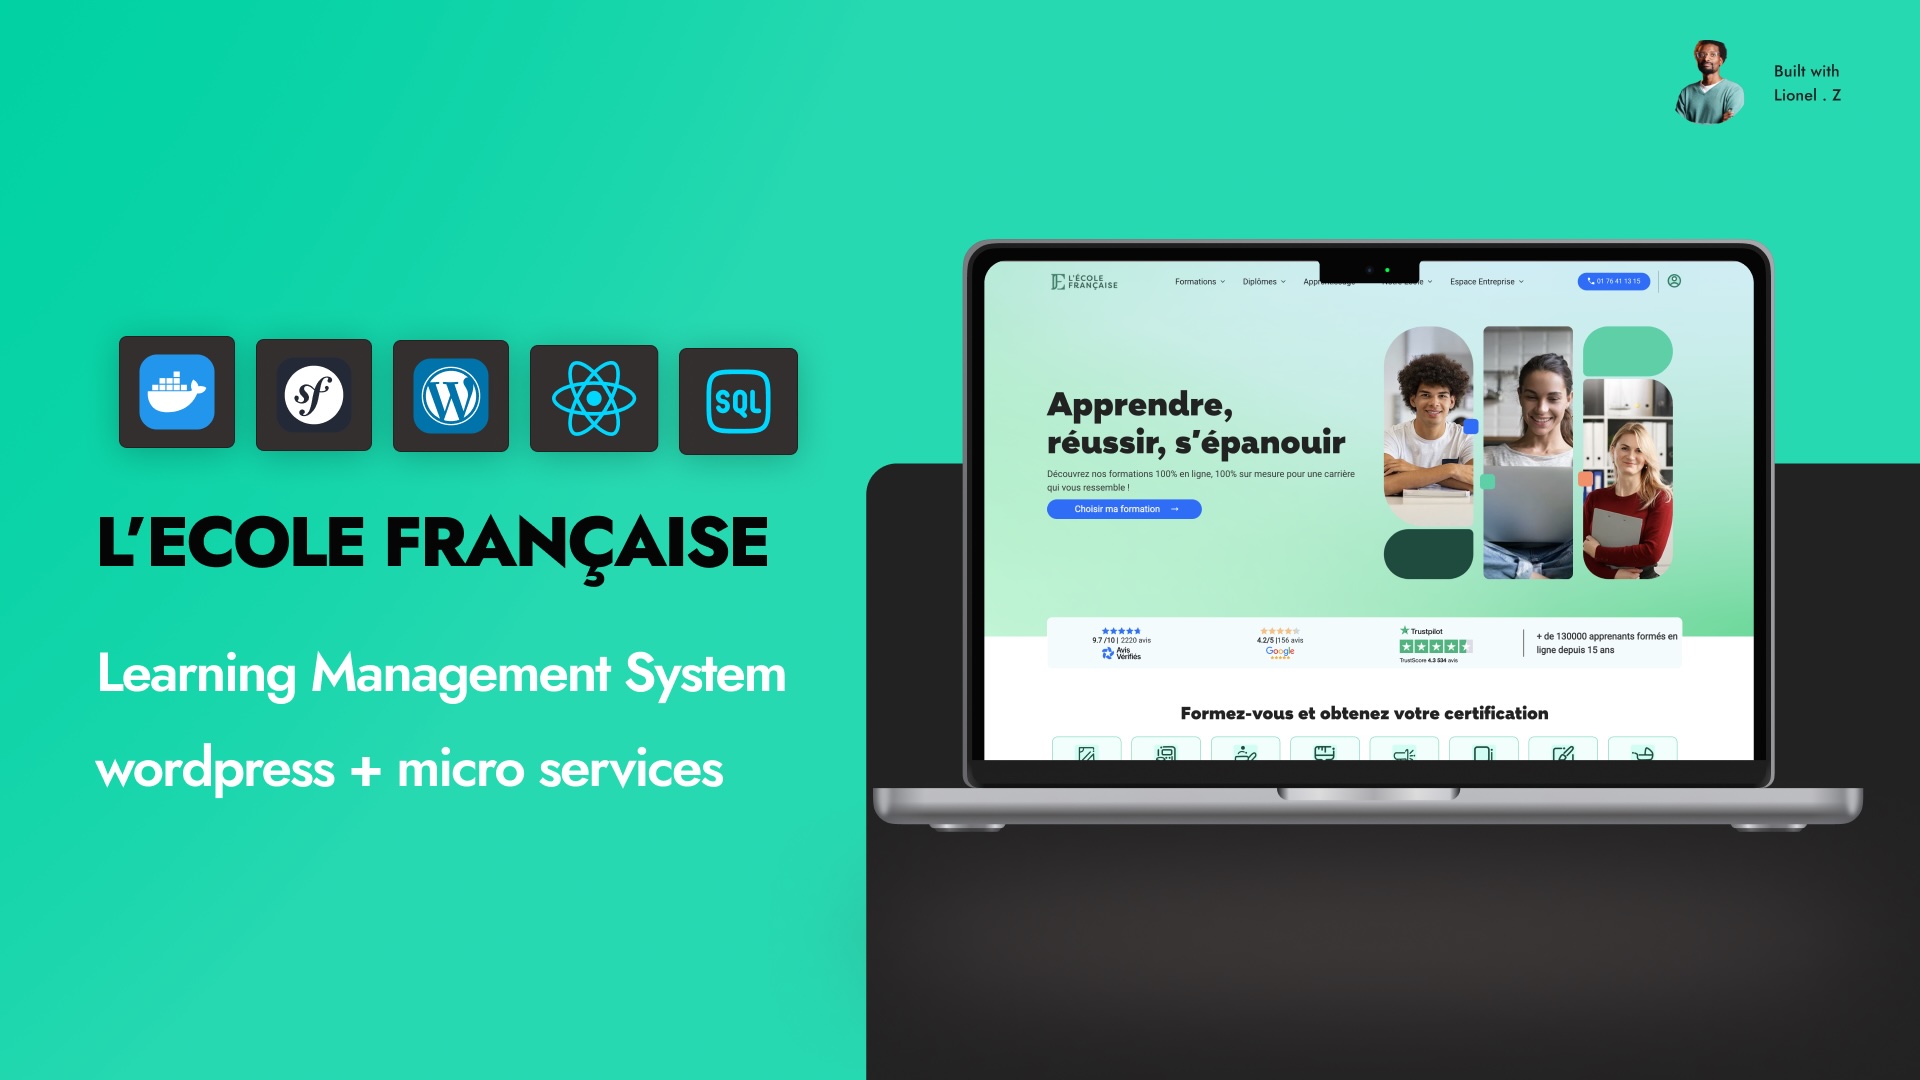 Built with
Lionel . Z
sf
W
SQL
L’ECOLE FRANÇAISE
Learning Management System
wordpress + micro services
L'ÉCOLE
FRANÇAISE
Formations
Diplômes
Espace Entreprise
01 76 41 13 15
Apprendre,
réussir, s’épanouir
Découvrez nos formations 100% en ligne, 100% sur mesure pour une carrière
qui vous ressemble !
Choisir ma formation →
9.7 /10 | 2220 avis
Avis
Vérifiés
4.2/5 |156 avis
Google
Trustpilot
TrustScore 4.3 534 avis
+ de 130000 apprenants formés en
ligne depuis 15 ans
Formez-vous et obtenez votre certification